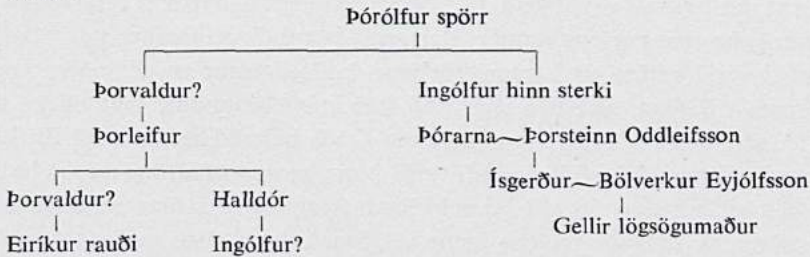 Þórólfur spörr
Þorvaldur? Ingólfur hinn sterki
Þorleifur Þórarna~Þorsteinn Oddleifsson
Ísgerður~Bölverkur Eyjólfsson
Þorvaldur? Halldór
Gellir lögsögumaður
Eiríkur rauði Ingólfur?